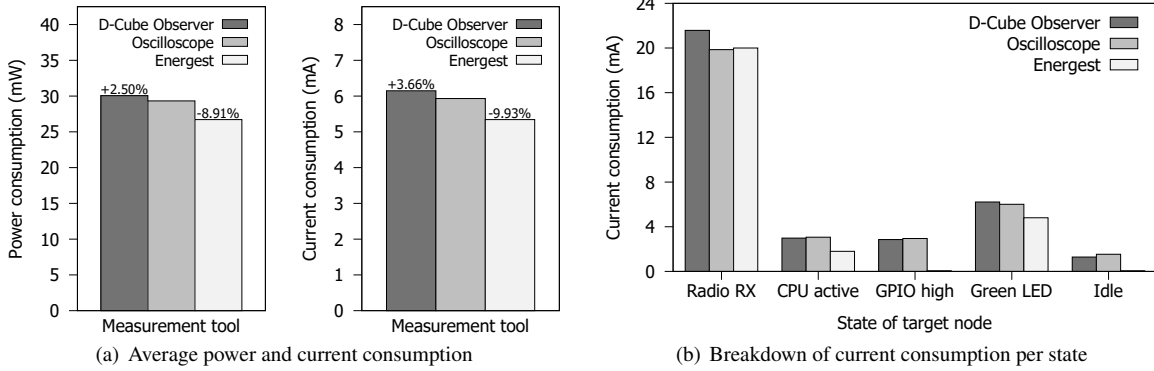 Power consumption (mW)
40
35
30
25
20
15
10
5
0
D-Cube Observer
Oscilloscope
Energest
+2.50%
-8.91%
Measurement tool
Current consumption (mA)
8
7
6
5
4
3
2
1
0
D-Cube Observer
Oscilloscope
Energest
+3.66%
-9.93%
Measurement tool
(a) Average power and current consumption
Current consumption (mA)
24
20
16
12
8
4
0
D-Cube Observer
Oscilloscope
Energest
Radio RX
CPU active
GPIO high
Green LED
Idle
State of target node
(b) Breakdown of current consumption per state